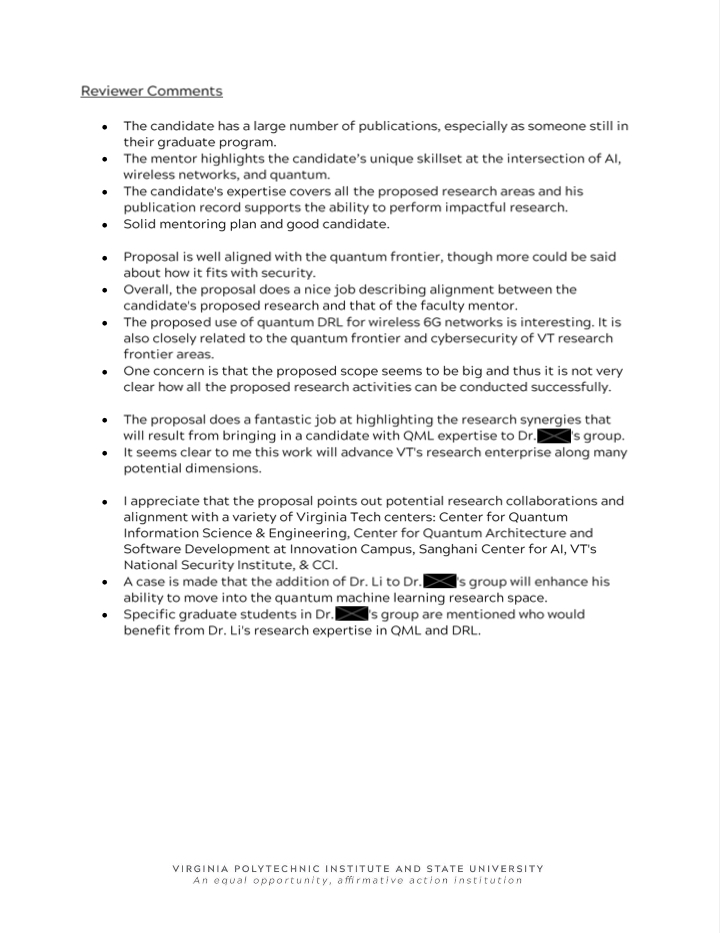 Reviewer Comments
• The candidate has a large number of publications, especially as someone still in
their graduate program.
• The mentor highlights the candidate's unique skillset at the intersection of AI,
wireless networks, and quantum.
• The candidate's expertise covers all the proposed research areas and his
publication record supports the ability to perform impactful research.
• Solid mentoring plan and good candidate.
• Proposal is well aligned with the quantum frontier, though more could be said
about how it fits with security.
• Overall, the proposal does a nice job describing alignment between the
candidate's proposed research and that of the faculty mentor.
• The proposed use of quantum DRL for wireless 6G networks is interesting. It is
also closely related to the quantum frontier and cybersecurity of VT research
frontier areas.
• One concern is that the proposed scope seems to be big and thus it is not very
clear how all the proposed research activities can be conducted successfully.
• The proposal does a fantastic job at highlighting the research synergies that
will result from bringing in a candidate with QML expertise to Dr. 's group.
• It seems clear to me this work will advance VT's research enterprise along many
potential dimensions.
• I appreciate that the proposal points out potential research collaborations and
alignment with a variety of Virginia Tech centers: Center for Quantum
Information Science & Engineering, Center for Quantum Architecture and
Software Development at Innovation Campus, Sanghani Center for AI, VT's
National Security Institute, & CCI.
• A case is made that the addition of Dr. Li to Dr. 's group will enhance his
ability to move into the quantum machine learning research space.
• Specific graduate students in Dr. 's group are mentioned who would
benefit from Dr. Li's research expertise in QML and DRL.
VIRGINIA POLYTECHNIC INSTITUTE AND STATE UNIVERSITY
An equal opportunity, affirmative action institution